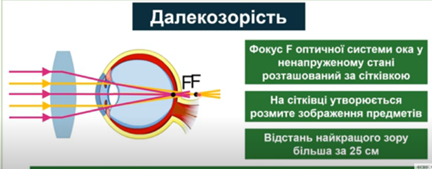 Далекозорість
Фокус F оптичної системи ока у
ненапруженому стані
розташований за сітківкою
FF
На сітківці утворюється
розмите зображення предметів
Відстань найкращого зору
більша за 25 см